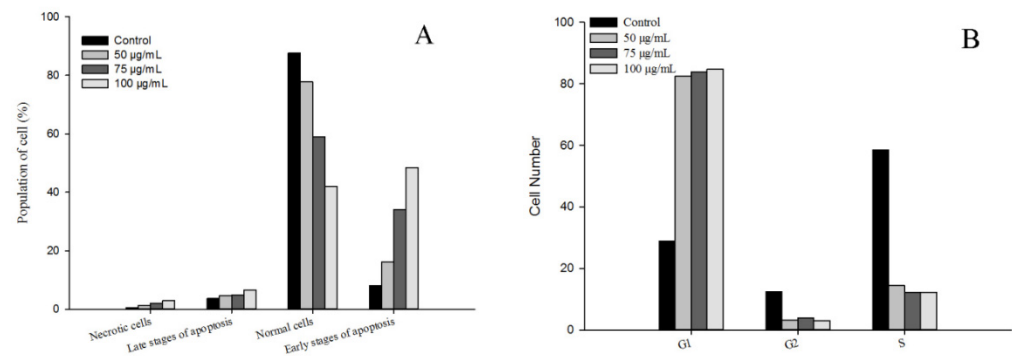 A
Population of cell (%)
100
80
60
40
20
0
Control
50 µg/mL
75 µg/mL
100 µg/mL
Necrotic cells
Late stages of apoptosis
Normal cells
Early stages of apoptosis
B
Cell Number
100
80
60
40
20
0
Control
50 µg/mL
75 µg/mL
100 µg/mL
G1
G2
S